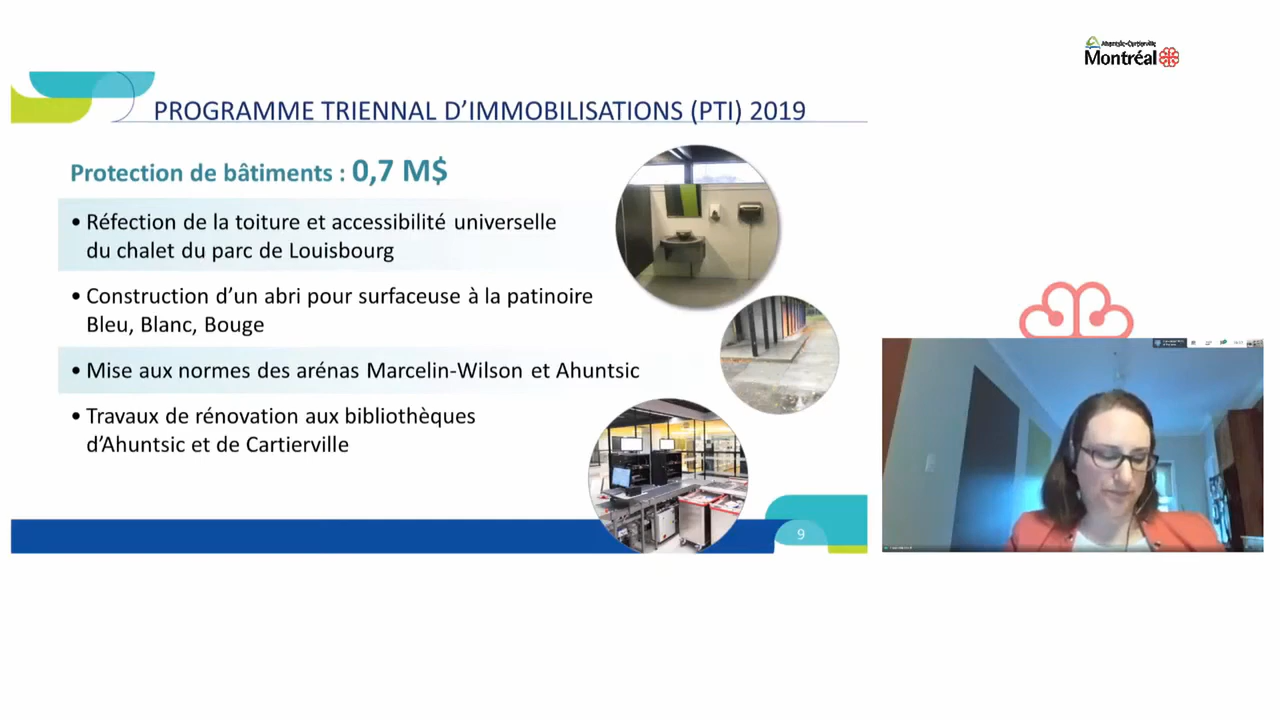 Ahuntsic-Cartierville
Montréal
PROGRAMME TRIENNAL D'IMMOBILISATIONS (PTI) 2019
Protection de bâtiments : 0,7 M$
• Réfection de la toiture et accessibilité universelle
du chalet du parc de Louisbourg
• Construction d'un abri pour surfaceuse à la patinoire
Bleu, Blanc, Bouge
• Mise aux normes des arénas Marcelin-Wilson et Ahuntsic
• Travaux de rénovation aux bibliothèques
d'Ahuntsic et de Cartierville
9